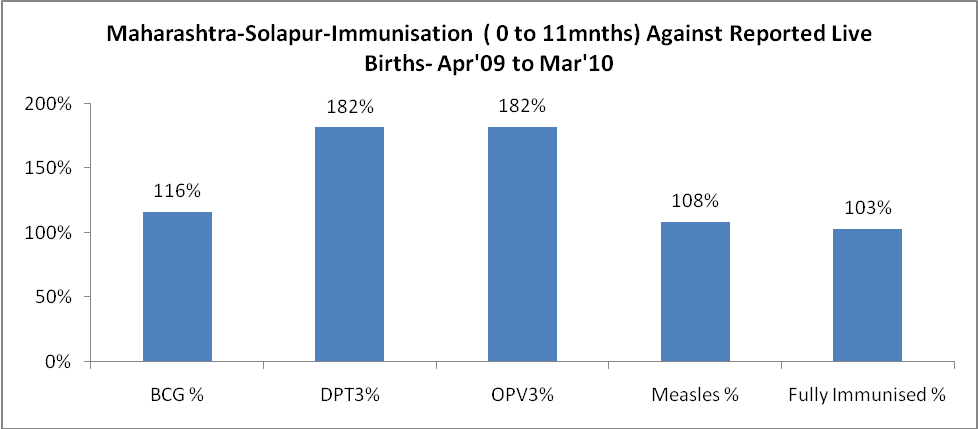 Maharashtra-Solapur-Immunisation ( 0 to 11mnths) Against Reported Live
Births- Apr'09 to Mar'10
200%
150%
100%
50%
0%
116%
182%
182%
108%
103%
BCG %
DPT3%
OPV3%
Measles %
Fully Immunised %